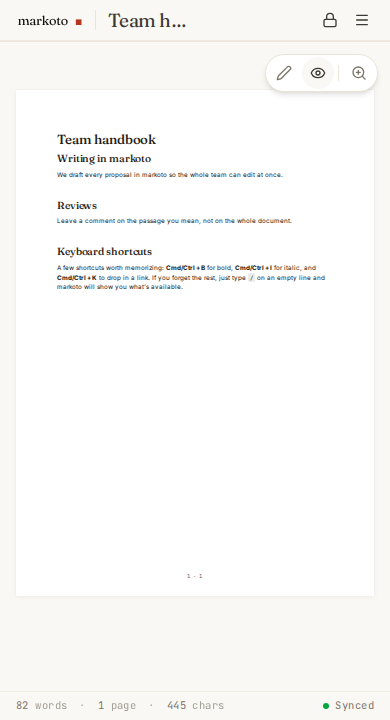 markoto
Team h...
Team handbook
Writing in markoto
We draft every proposal in markoto so the whole team can edit at once.
Reviews
Leave a comment on the passage you mean, not on the whole document.
Keyboard shortcuts
A few shortcuts worth memorizing: Cmd/Ctrl+B for bold, Cmd/Ctrl+I for italic, and
Cmd/Ctrl+K to drop in a link. If you forget the rest, just type / on an empty line and
markoto will show you what's available.
1 - 1
82 words · 1 page · 445 chars
Synced